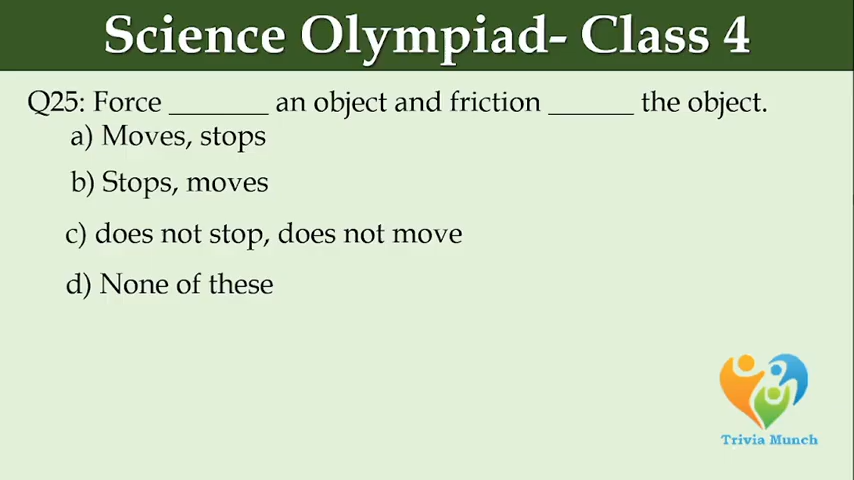 Science Olympiad- Class 4
Q25: Force _______ an object and friction ______ the object.
a) Moves, stops
b) Stops, moves
c) does not stop, does not move
d) None of these
Trivia Munch